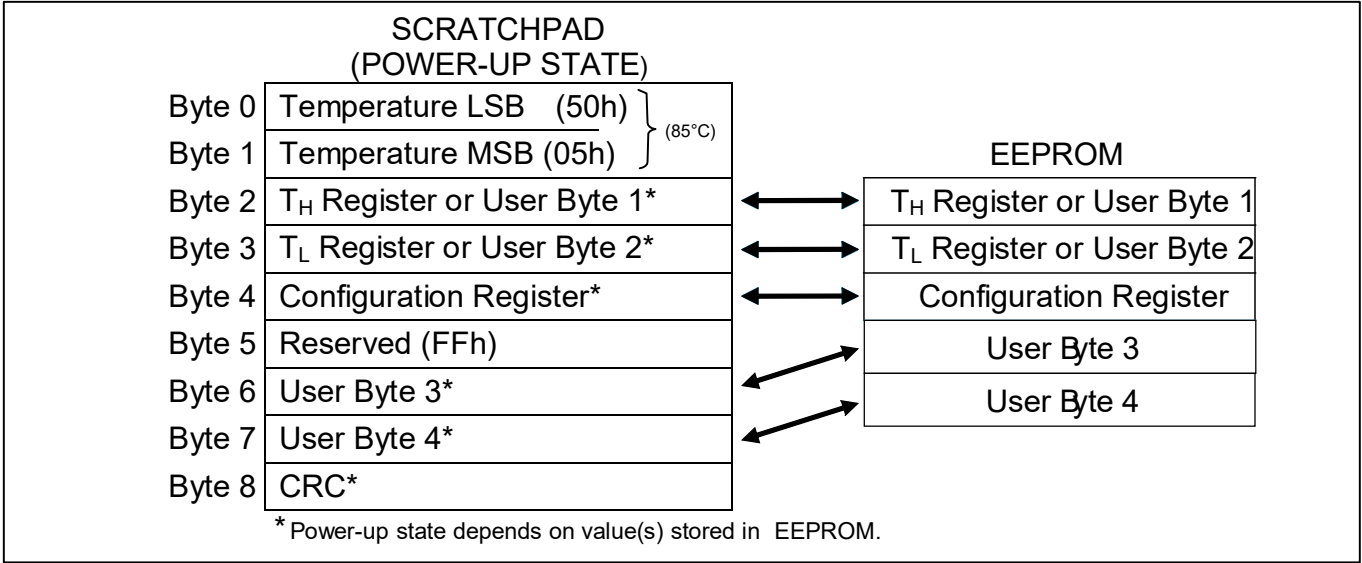 SCRATCHPAD
(POWER-UP STATE)
Byte 0 Temperature LSB (50h)
(85°C)
Byte 1 Temperature MSB (05h)
EEPROM
Byte 2 TH Register or User Byte 1* TH Register or User Byte 1
Byte 3 TL Register or User Byte 2* TL Register or User Byte 2
Byte 4 Configuration Register* Configuration Register
Byte 5 Reserved (FFh) User Byte 3
Byte 6 User Byte 3* User Byte 4
Byte 7 User Byte 4*
Byte 8 CRC*
* Power-up state depends on value(s) stored in EEPROM.